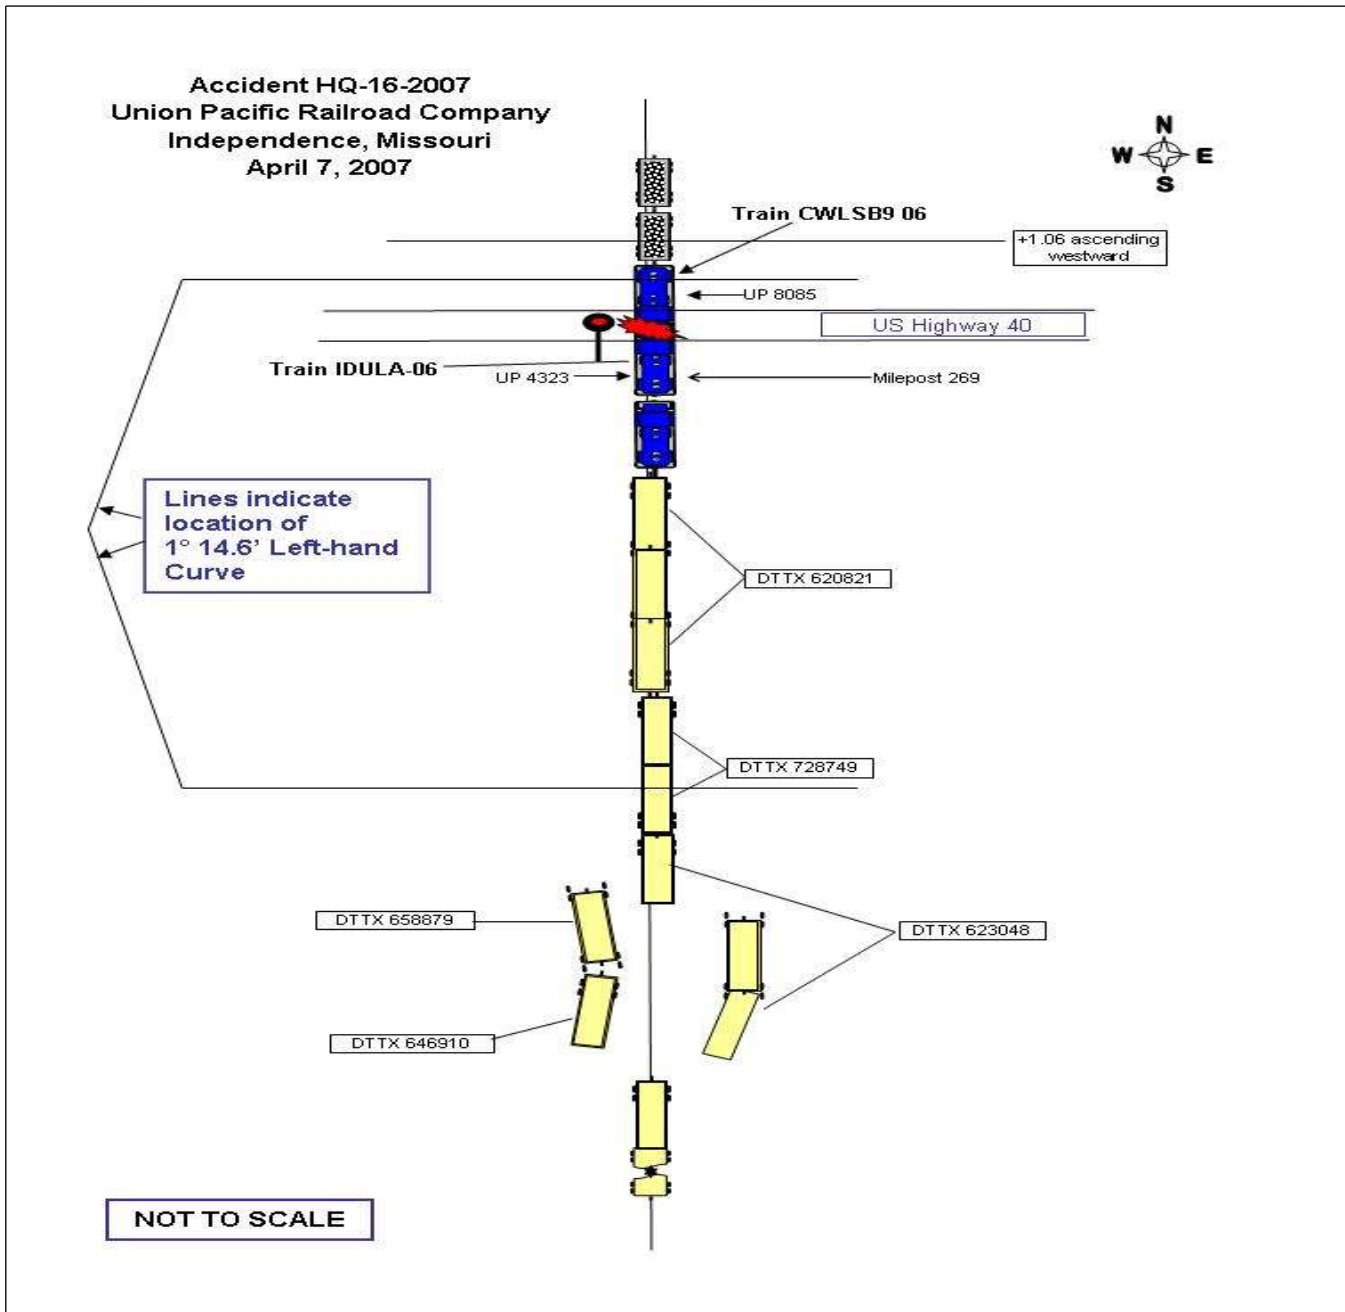 Accident HQ-16-2007
Union Pacific Railroad Company
Independence, Missouri
April 7, 2007
N
W E
S
Train CWLSB9 06
+1.06 ascending
westward
UP 8085
US Highway 40
Train IDULA-06
UP 4323
Milepost 269
Lines indicate
location of
1° 14.6' Left-hand
Curve
DTTX 620821
DTTX 728749
DTTX 658879
DTTX 623048
DTTX 646910
NOT TO SCALE